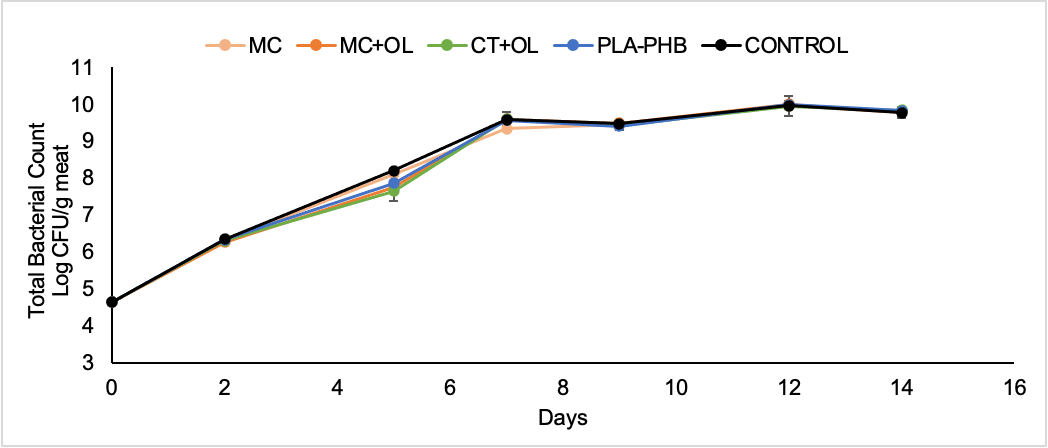 MC MC+OL CT+OL PLA-PHB CONTROL
11
10
9
8
7
6
5
4
3
Total Bacterial Count
Log CFU/g meat
0 2 4 6 8 10 12 14 16
Days